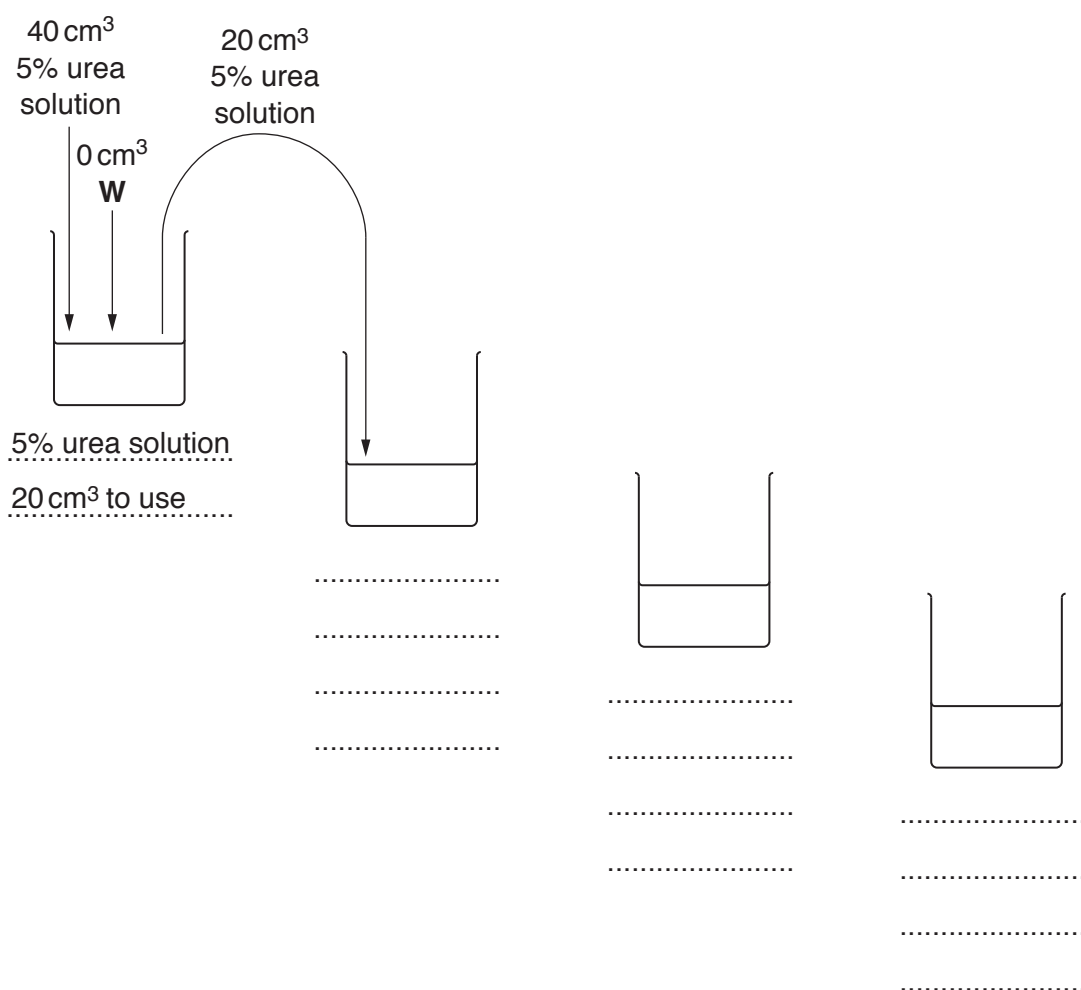 40 cm³
5% urea
solution
0 cm³
W
20 cm³
5% urea
solution
5% urea solution
20 cm³ to use